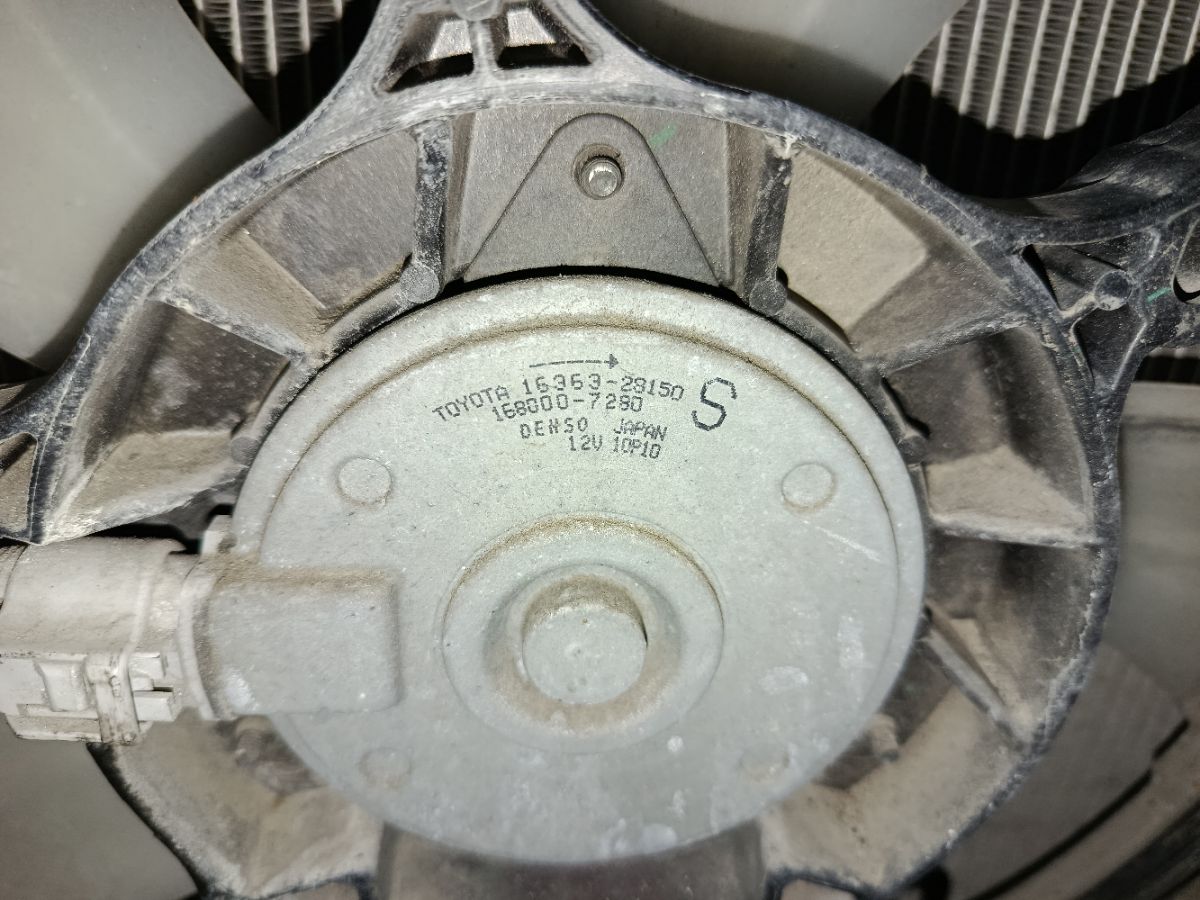 TOYOTA 16363-28150
168000-7280
S
DENSO JAPAN
12V 10P10